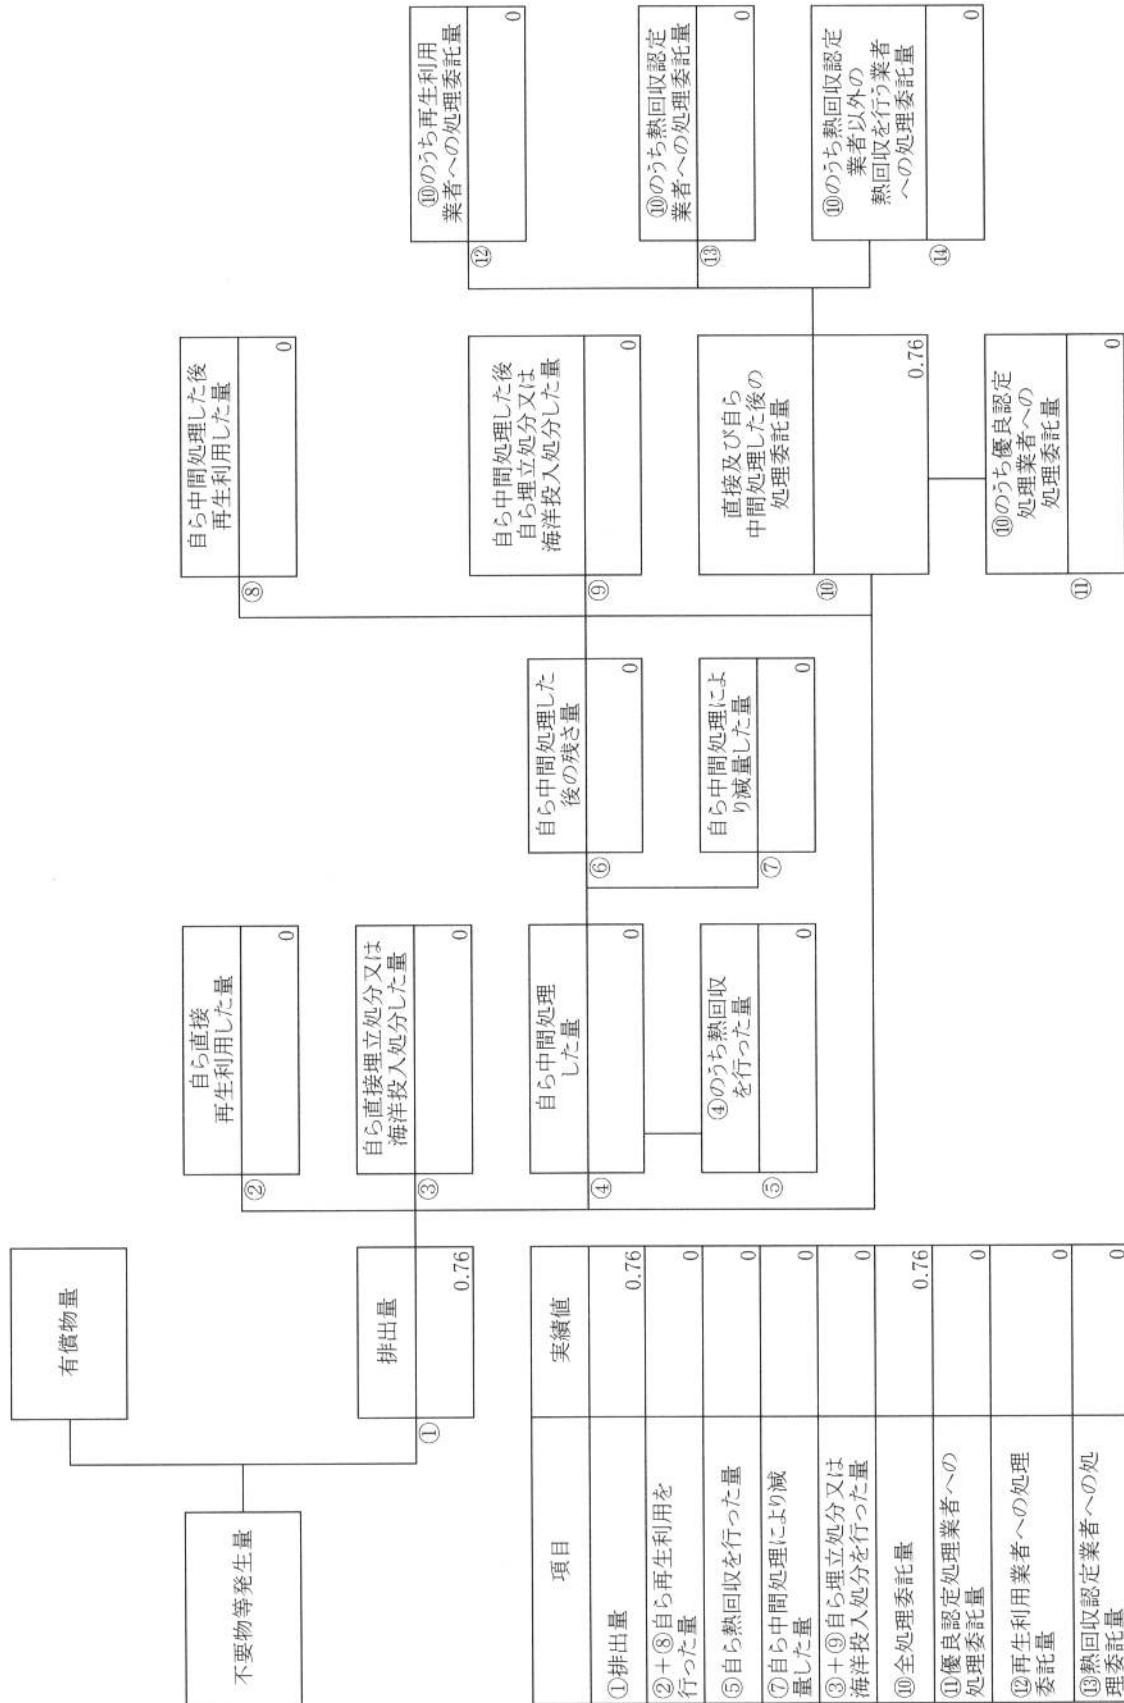 不要物等発生量
有償物量
排出量
①
0.76
自ら直接
再生利用した量
②
0
自ら直接埋立処分又は
海洋投入処分した量
③
0
自ら中間処理
した量
④
0
④のうち熱回収
を行った量
⑤
0
自ら中間処理した
後の残さ量
⑥
0
自ら中間処理によ
り減量した量
⑦
0
自ら中間処理した後
再生利用した量
⑧
0
自ら中間処理した後
自ら埋立処分又は
海洋投入処分した量
⑨
0
直接及び自ら
中間処理した後の
処理委託量
⑩
0.76
⑩のうち優良認定
処理業者への
処理委託量
⑪
0
⑩のうち再生利用
業者への処理委託量
⑫
0
⑩のうち熱回収認定
業者への処理委託量
⑬
0
⑩のうち熱回収認定
業者以外の
熱回収を行う業者
への処理委託量
⑭
0
項目 実績値
①排出量 0.76
②+⑧自ら再生利用を
行った量 0
⑤自ら熱回収を行った量 0
⑦自ら中間処理により減
量した量 0
③+⑨自ら埋立処分又は
海洋投入処分を行った量 0
⑩全処理委託量 0.76
⑪優良認定処理業者への
処理委託量 0
⑫再生利用業者への処理
委託量 0
⑬熱回収認定業者への処
理委託量 0